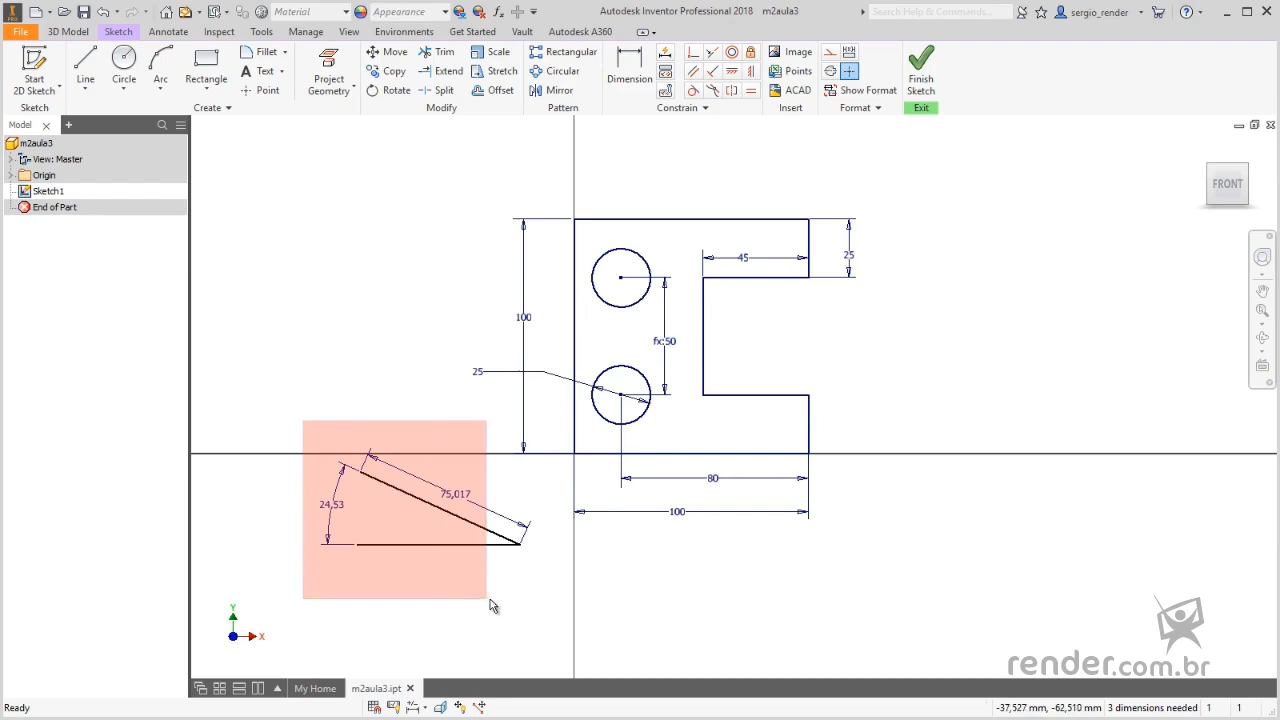 Material
Appearance
Autodesk Inventor Professional 2018 m2aula3
Search Help & Commands...
sergio_render
File 3D Model Sketch Annotate Inspect Tools Manage View Environments Get Started Vault Autodesk A360
Start
2D Sketch
Line
Circle
Arc
Rectangle
Fillet
Text
Point
Project
Geometry
Move
Copy
Rotate
Trim
Extend
Split
Scale
Stretch
Offset
Rectangular
Circular
Mirror
Dimension
Image
Points
ACAD
Show Format
Finish
Sketch
Sketch
Create
Modify
Pattern
Constrain
Insert
Format
Exit
Model
m2aula3
View: Master
Origin
Sketch1
End of Part
FRONT
45
25
100
fx:50
25
75,017
24,53
80
100
Y
X
render.com.br
My Home
m2aula3.ipt
Ready
-37,527 mm, -62,510 mm 3 dimensions needed 1 1